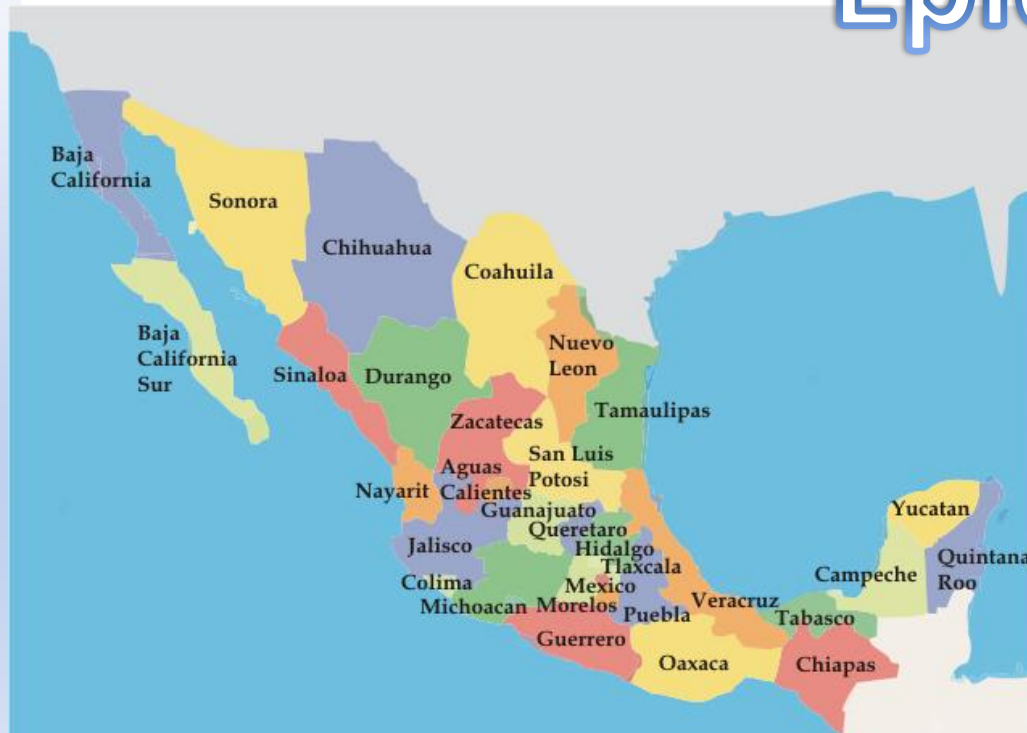 Baja
California
Sonora
Chihuahua
Coahuila
Baja
California
Sur
Sinaloa
Durango
Nuevo
Leon
Tamaulipas
Zacatecas
San Luis
Potosi
Nayarit
Aguas
Calientes
Guanajuato
Queretaro
Jalisco
Hidalgo
Tlaxcala
Colima
Mexico
Michoacan
Morelos
Puebla
Veracruz
Guerrero
Oaxaca
Yucatan
Quintana
Roo
Campeche
Tabasco
Chiapas